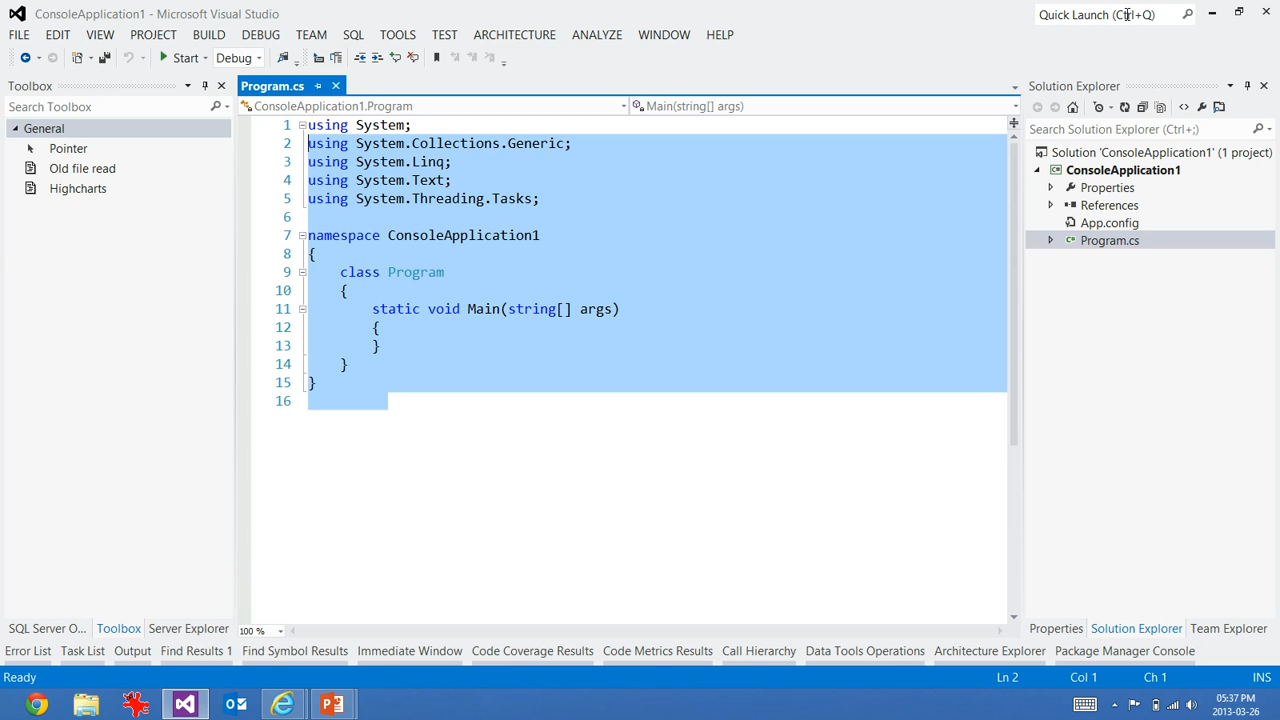 ConsoleApplication1 - Microsoft Visual Studio
Quick Launch (Ctrl+Q)
FILE EDIT VIEW PROJECT BUILD DEBUG TEAM SQL TOOLS TEST ARCHITECTURE ANALYZE WINDOW HELP
Start Debug
Toolbox
Search Toolbox
General
Pointer
Old file read
Highcharts
Program.cs
ConsoleApplication1.Program Main(string[] args)
1 using System;
2 using System.Collections.Generic;
3 using System.Linq;
4 using System.Text;
5 using System.Threading.Tasks;
6
7 namespace ConsoleApplication1
8 {
9 class Program
10 {
11 static void Main(string[] args)
12 {
13 }
14 }
15 }
16
100 %
Solution Explorer
Search Solution Explorer (Ctrl+;)
Solution 'ConsoleApplication1' (1 project)
ConsoleApplication1
Properties
References
App.config
Program.cs
SQL Server O... Toolbox Server Explorer
Properties Solution Explorer Team Explorer
Error List Task List Output Find Results 1 Find Symbol Results Immediate Window Code Coverage Results Code Metrics Results Call Hierarchy Data Tools Operations Architecture Explorer Package Manager Console
Ready Ln 2 Col 1 Ch 1 INS
05:37 PM
2013-03-26